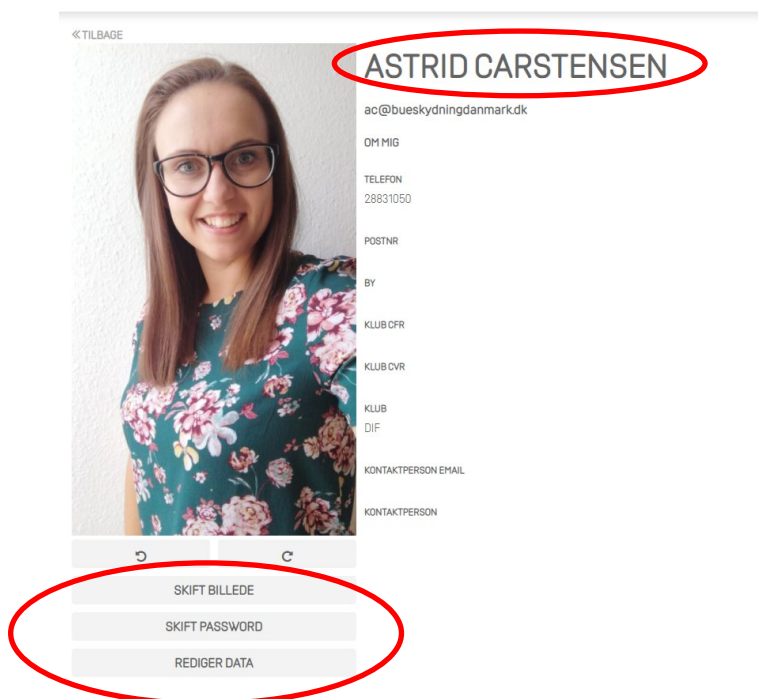 «TILBAGE
ASTRID CARSTENSEN
ac@bueskydningdanmark.dk
OM MIG
TELEFON
28831050
POSTNR
BY
KLUB CFR
KLUB CVR
KLUB
DIF
KONTAKTPERSON EMAIL
KONTAKTPERSON
SKIFT BILLEDE
SKIFT PASSWORD
REDIGER DATA